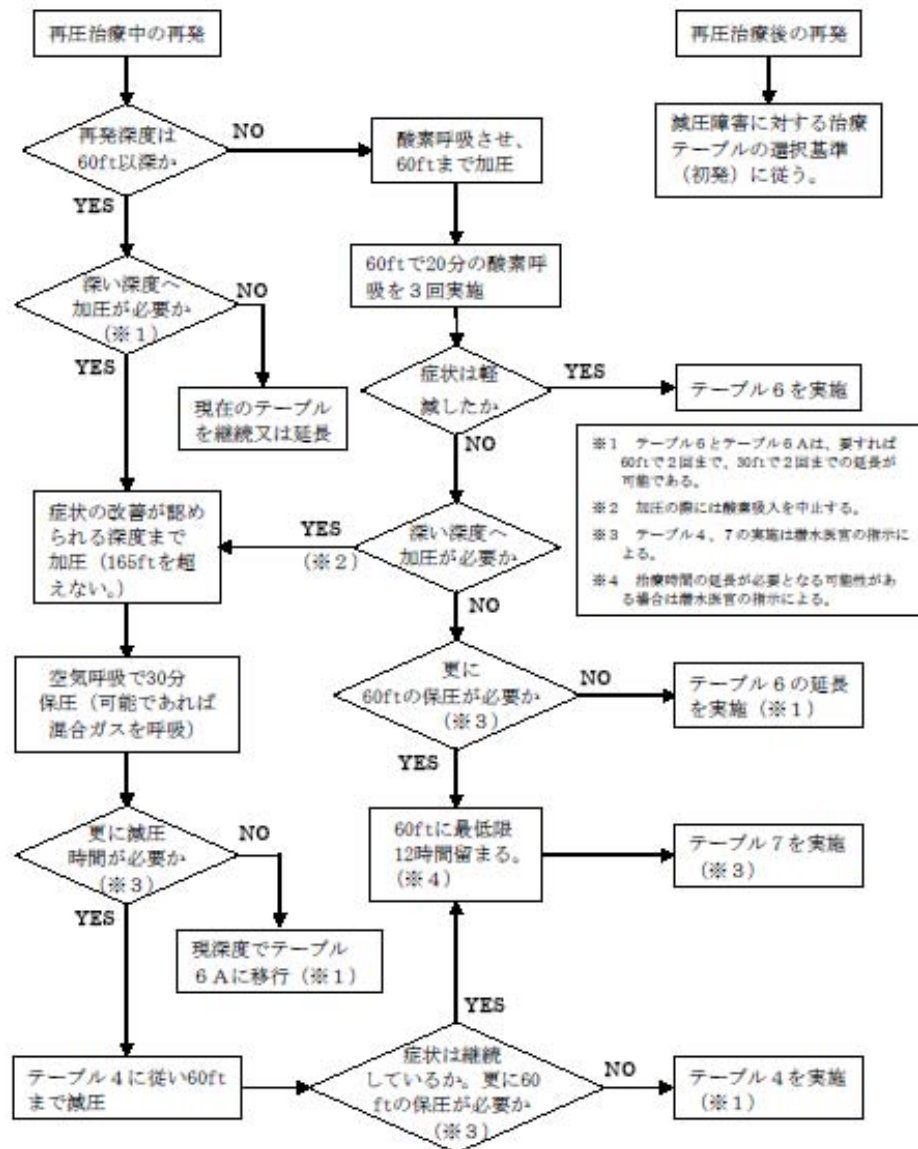 再圧治療中の再発
再圧治療後の再発
再発深度は
60ft以深か
NO
YES
酸素呼吸させ、
60ftまで加圧
減圧障害に対する治療
テーブルの選択基準
(初発)に従う。
60ftで20分の酸素呼
吸を3回実施
深い深度へ
加圧が必要か
(※1)
NO
YES
現在のテーブル
を継続又は延長
症状は軽
減したか
YES
NO
テーブル6を実施
※1 テーブル6とテーブル6Aは、要すれば
60ftで2回まで、30ftで2回までの延長が
可能である。
※2 加圧の際には酸素吸入を中止する。
※3 テーブル4、7の実施は潜水医官の指示に
よる。
※4 治療時間の延長が必要となる可能性があ
る場合は潜水医官の指示による。
症状の改善が認め
られる深度まで
加圧(165ftを超
えない。)
YES
(※2)
深い深度へ
加圧が必要か
NO
空気呼吸で30分
保圧(可能であれば
混合ガスを呼吸)
更に
60ftの保圧が必要か
(※3)
NO
YES
テーブル6の延長
を実施(※1)
更に減圧
時間が必要か
(※3)
NO
YES
60ftに最低限
12時間留まる。
(※4)
テーブル7を実施
(※3)
現深度でテーブル
6Aに移行(※1)
YES
テーブル4に従い60ft
まで減圧
症状は継続
しているか。更に60
ftの保圧が必要か
(※3)
NO
テーブル4を実施
(※1)